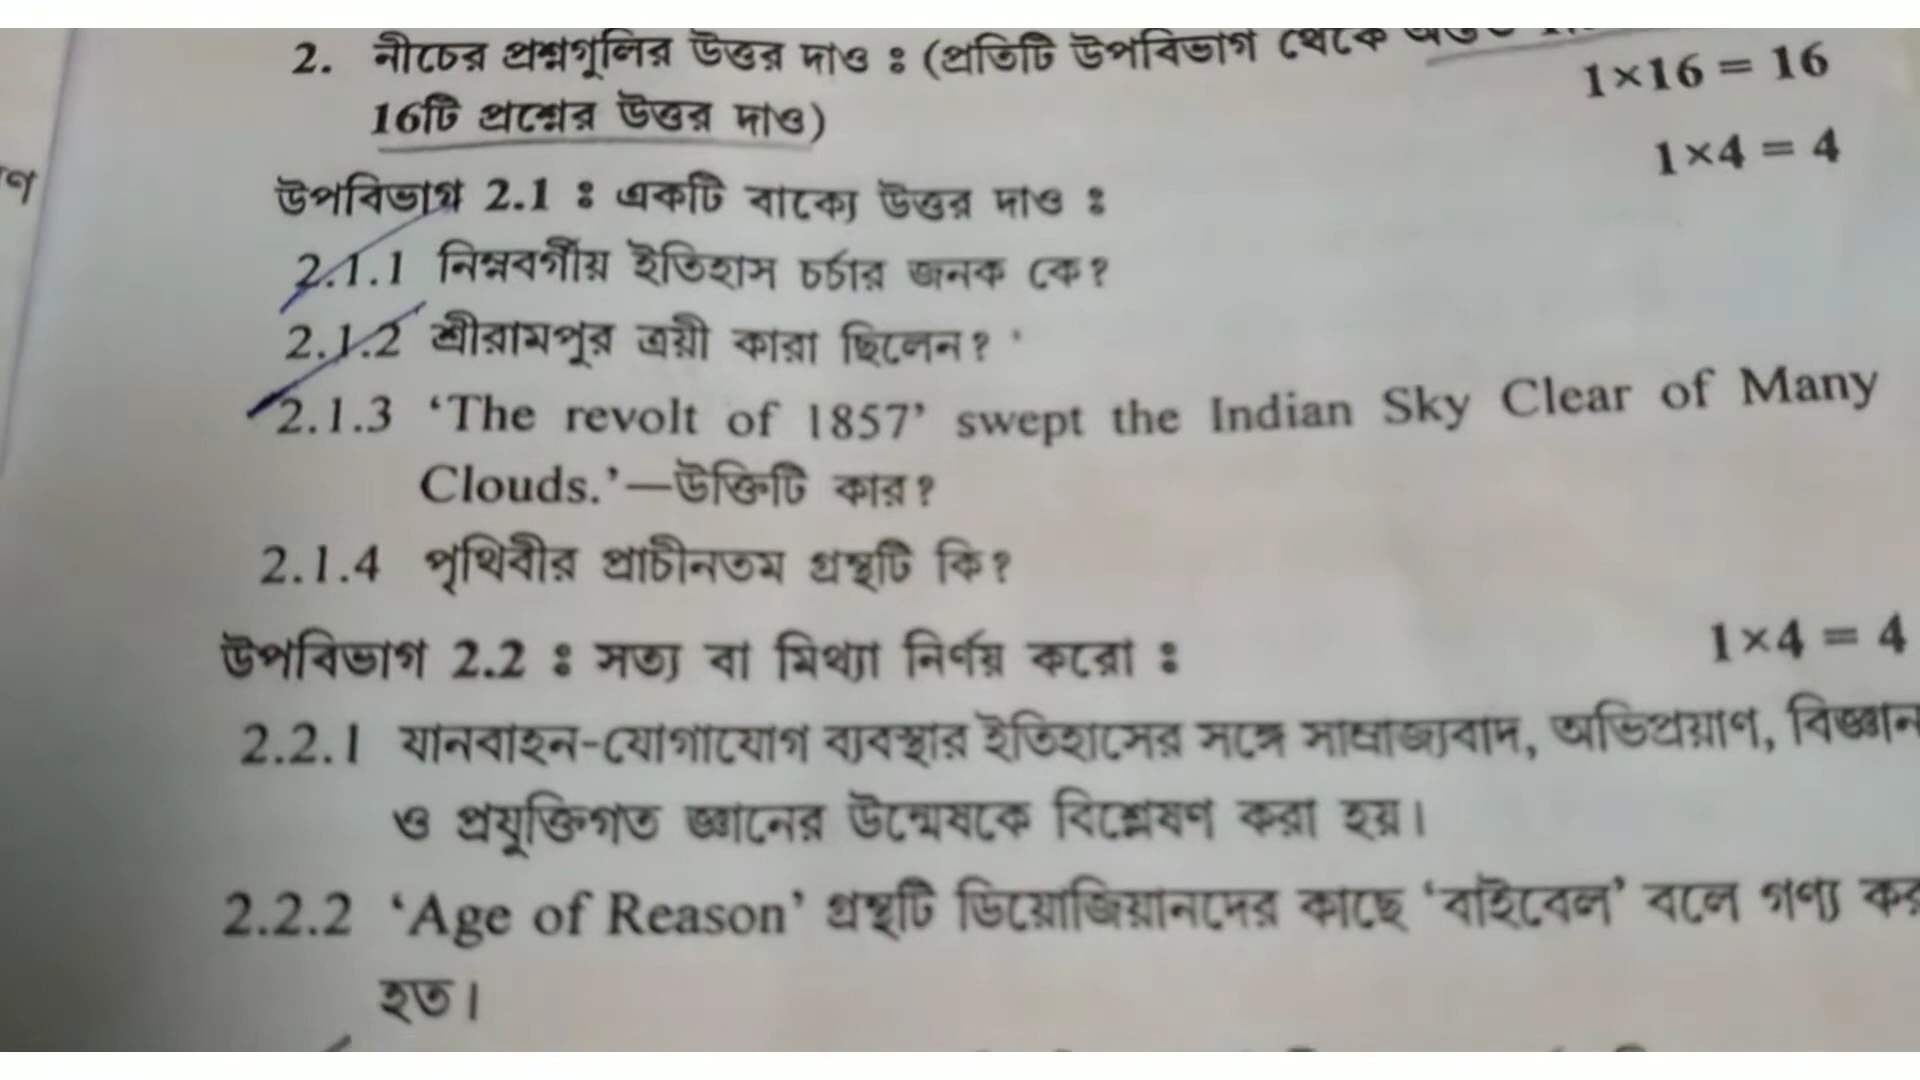 2. নীচের প্রশ্নগুলির উত্তর দাও ঃ (প্রতিটি উপবিভাগ থেকে
1×16 = 16
16টি প্রশ্নের উত্তর দাও)
1×4 = 4
উপবিভাগ 2.1 ঃ একটি বাক্যে উত্তর দাও ঃ
2.1.1 নিম্নবর্গীয় ইতিহাস চর্চার জনক কে?
2.1.2 শ্রীরামপুর ত্রয়ী কারা ছিলেন?
2.1.3 ‘The revolt of 1857’ swept the Indian Sky Clear of Many
Clouds.’—উক্তিটি কার?
2.1.4 পৃথিবীর প্রাচীনতম গ্রন্থটি কি?
উপবিভাগ 2.2 ঃ সত্য বা মিথ্যা নির্ণয় করো ঃ
1×4 = 4
2.2.1 যানবাহন-যোগাযোগ ব্যবস্থার ইতিহাসের সঙ্গে সাম্রাজ্যবাদ, অভিপ্রয়াণ, বিজ্ঞান
ও প্রযুক্তিগত জ্ঞানের উন্মেষকে বিশ্লেষণ করা হয়।
2.2.2 ‘Age of Reason’ গ্রন্থটি ডিয়োজিয়ানদের কাছে ‘বাইবেল’ বলে গণ্য
হত।